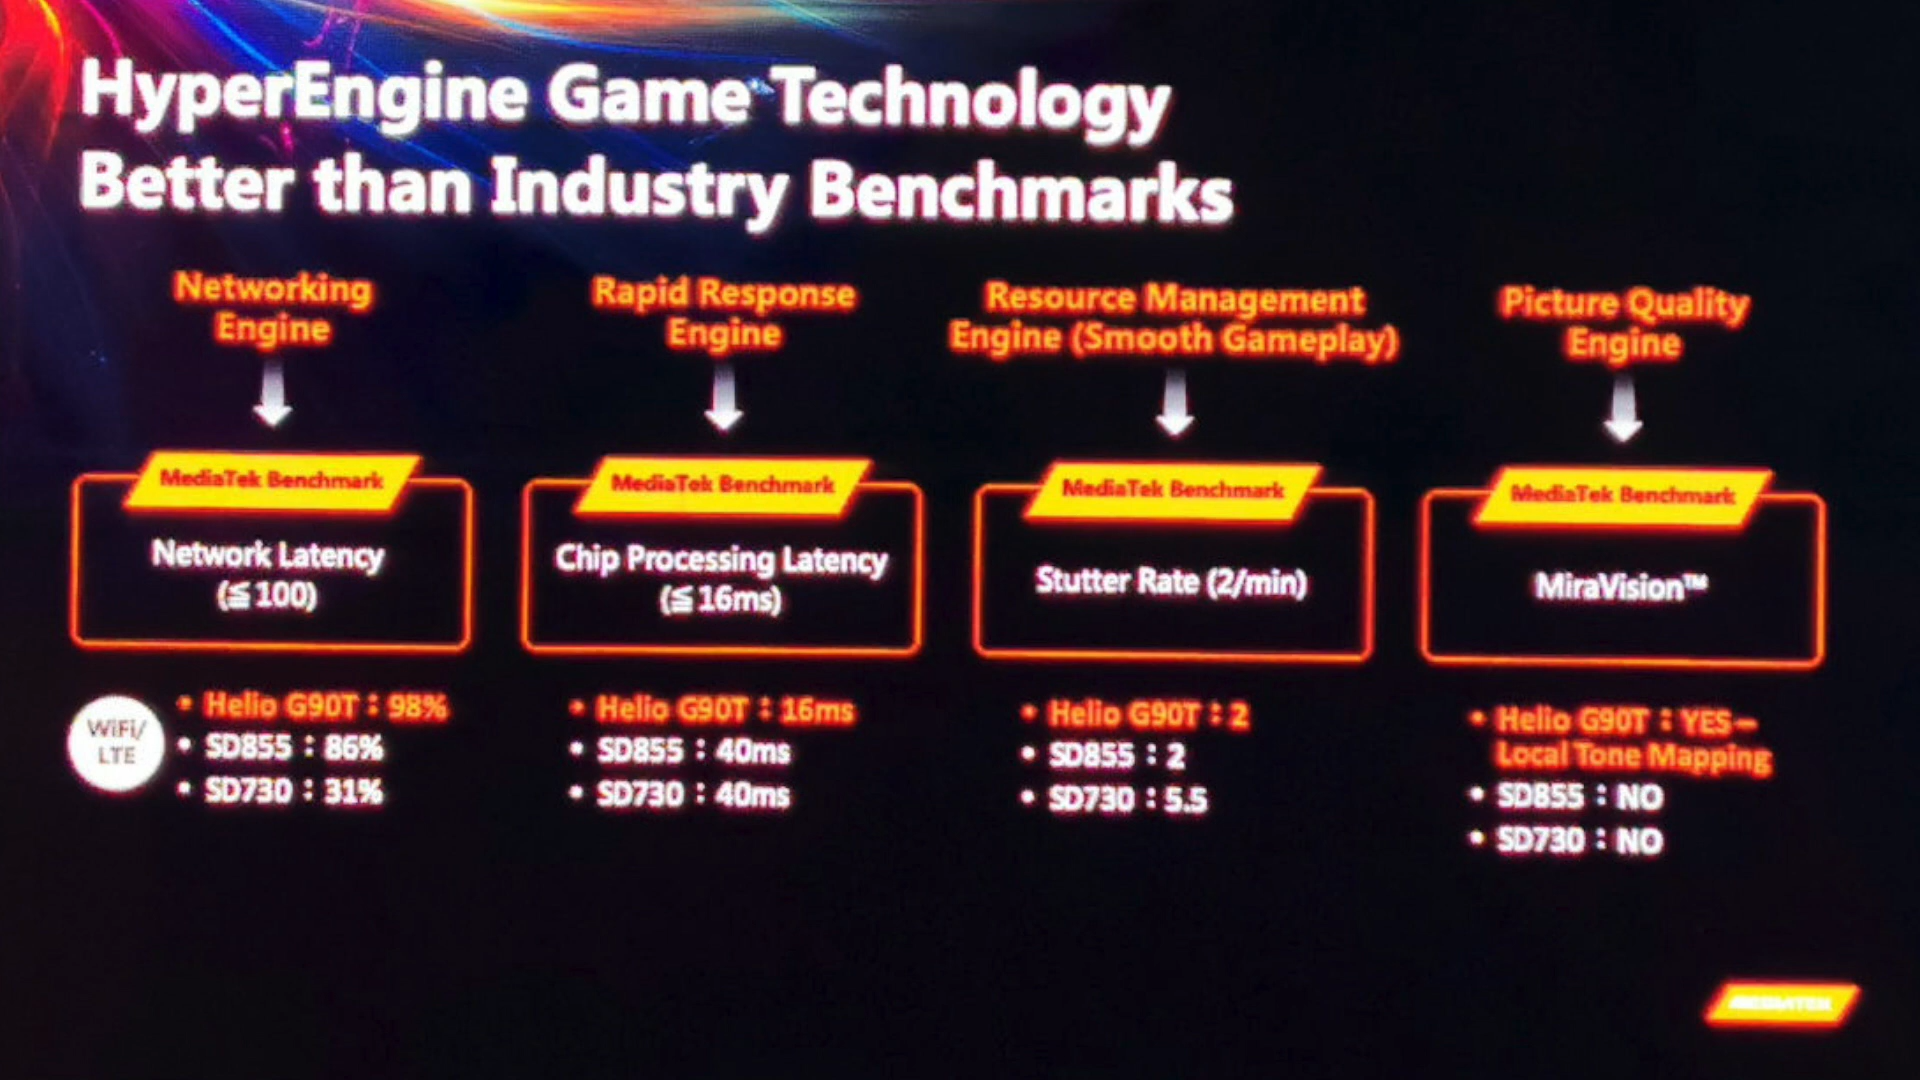 HyperEngine Game Technology
Better than Industry Benchmarks
Networking
Engine
MediaTek Benchmark
Network Latency
(≦100)
WiFi/
LTE
• Helio G90T：98%
• SD855：86%
• SD730：31%
Rapid Response
Engine
MediaTek Benchmark
Chip Processing Latency
(≦16ms)
• Helio G90T：16ms
• SD855：40ms
• SD730：40ms
Resource Management
Engine (Smooth Gameplay)
MediaTek Benchmark
Stutter Rate (2/min)
• Helio G90T：2
• SD855：2
• SD730：5.5
Picture Quality
Engine
MediaTek Benchmark
MiraVision™
• Helio G90T：YES–
Local Tone Mapping
• SD855：NO
• SD730：NO
MEDIATEK